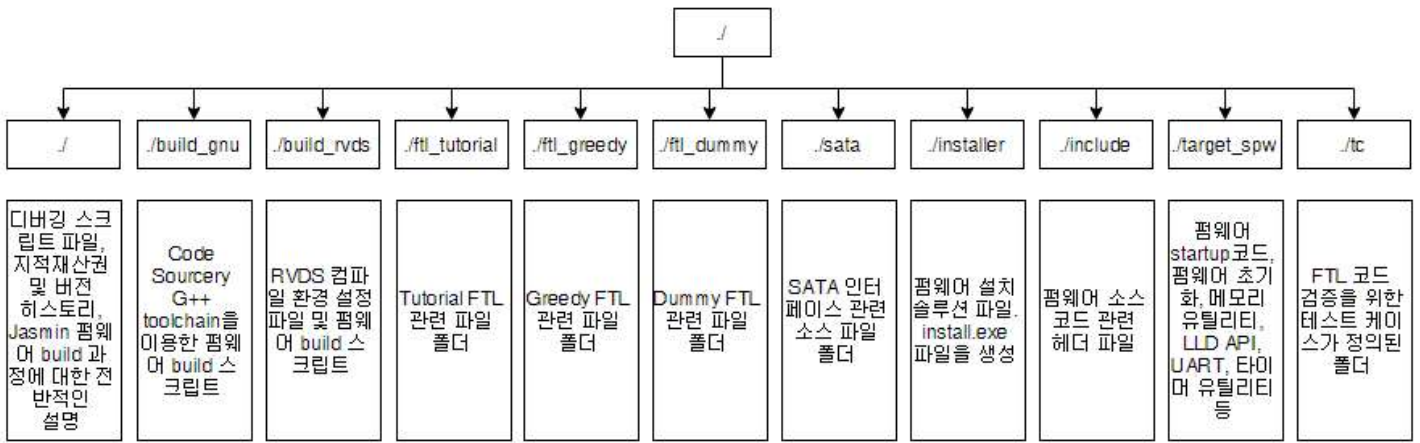 ./
./
./build_gnu
./build_rvds
./ftl_tutorial
./ftl_greedy
./ftl_dummy
./sata
./installer
./include
./target_spw
./tc
디버깅 스크
립트 파일,
지적재산권
및 버전
히스토리,
Jasmin 펌웨
어 build 과
정에 대한 전
반적인
설명
Code
Sourcery
G++
toolchain을
이용한 펌웨
어 build 스
크립트
RVDS 컴파
일 환경 설정
파일 및 펌웨
어 build 스
크립트
Tutorial FTL
관련 파일
폴더
Greedy FTL
관련 파일
폴더
Dummy FTL
관련 파일
폴더
SATA 인터
페이스 관련
소스 파일
폴더
펌웨어 설치
솔루션 파일.
install.exe
파일을 생성
펌웨어 소스
코드 관련
헤더 파일
펌웨어
startup코드,
펌웨어 초기
화, 메모리
유틸리티,
LLD API,
UART, 타이
머 유틸리티
등
FTL 코드
검증을 위한
테스트 케이
스가 정의된
폴더